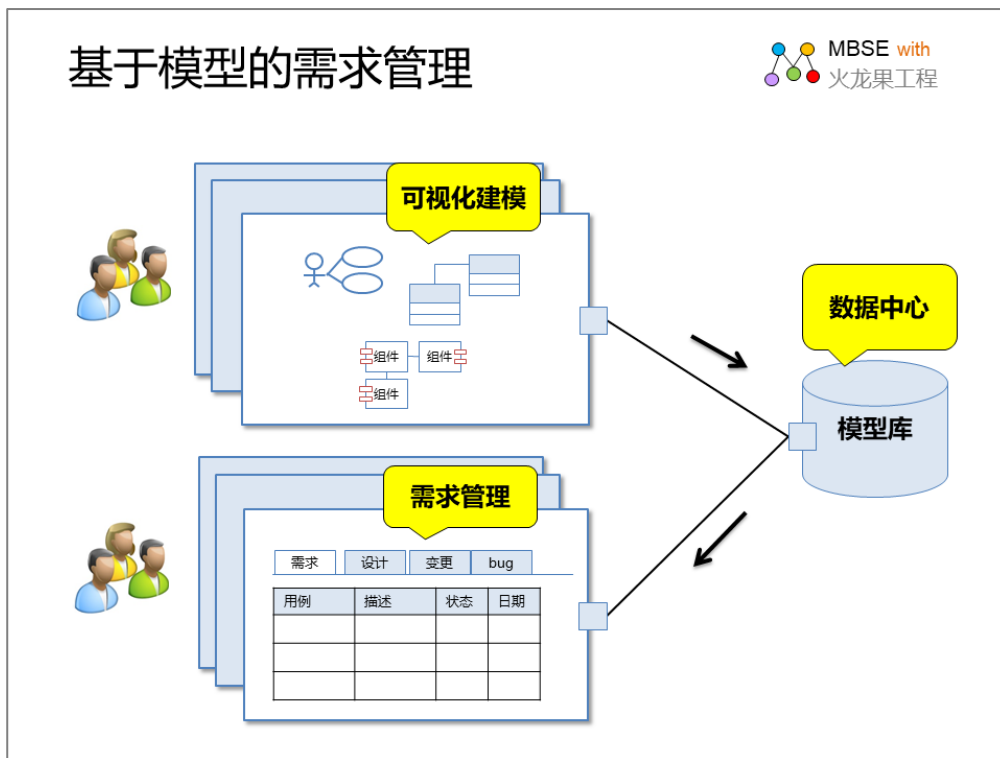 基于模型的需求管理
MBSE with
火龙果工程
可视化建模
组件
组件
组件
数据中心
模型库
需求管理
需求 设计 变更 bug
用例 描述 状态 日期